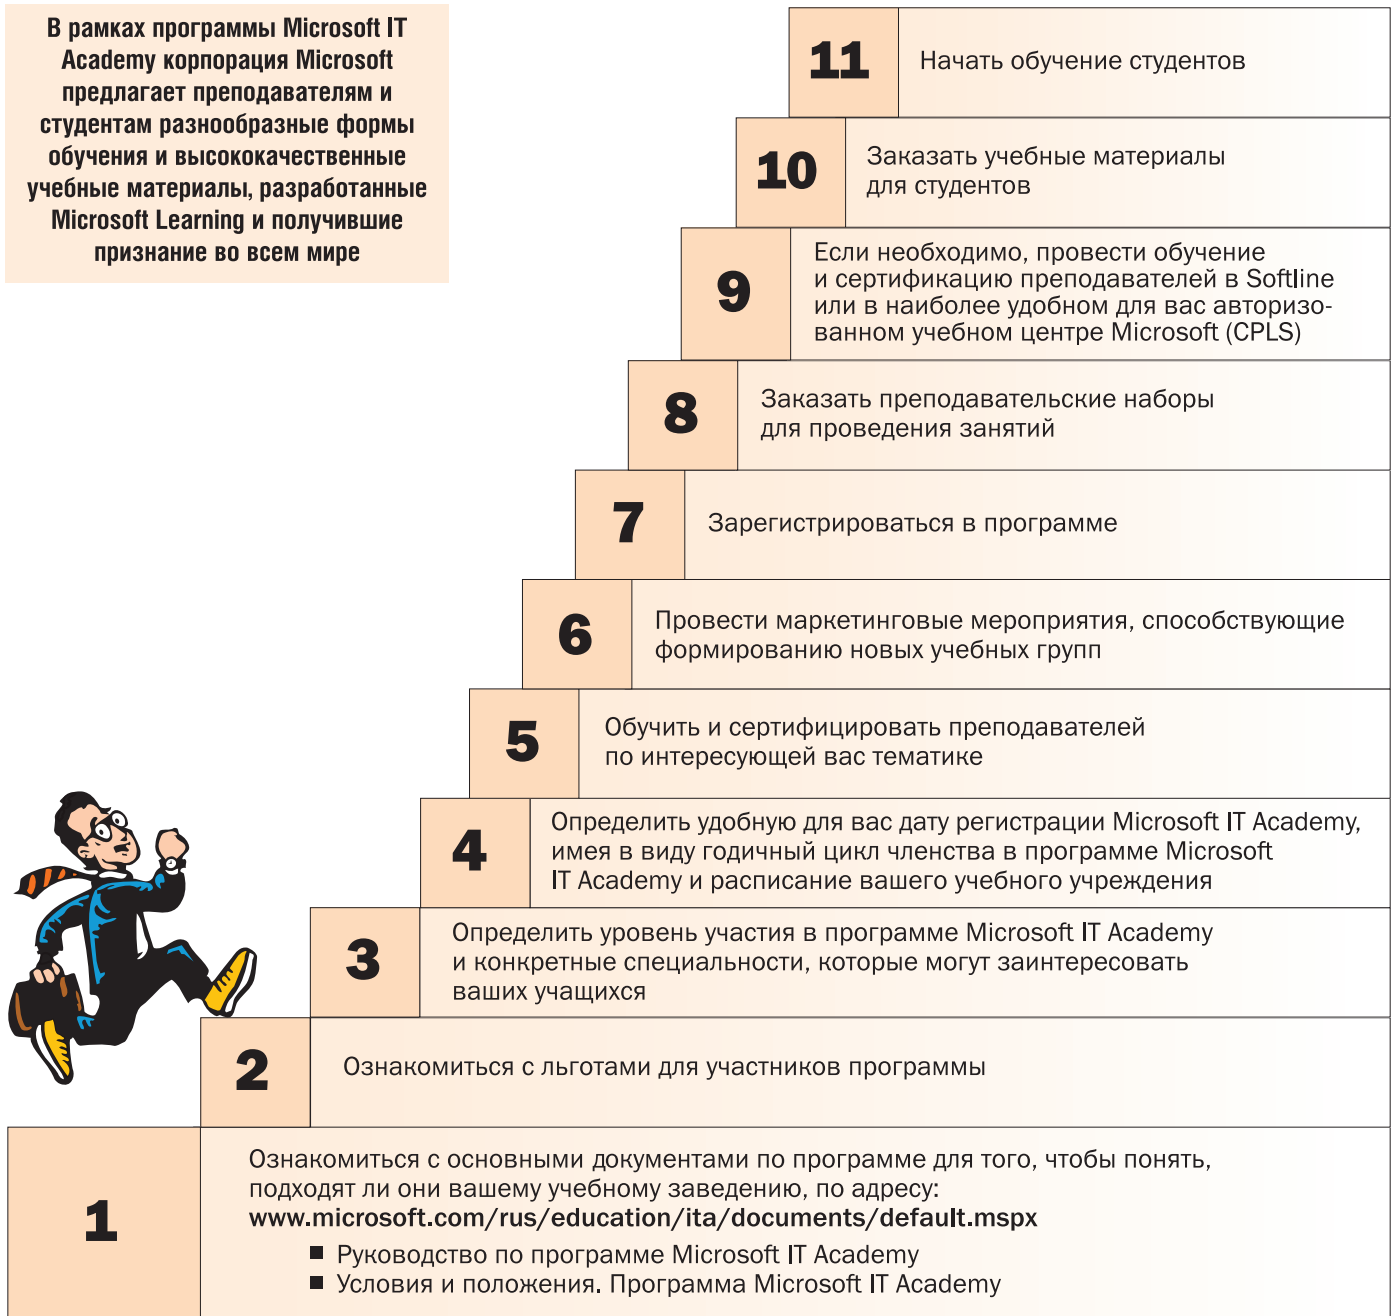 В рамках программы Microsoft IT
Academy корпорация Microsoft
предлагает преподавателям и
студентам разнообразные формы
обучения и высококачественные
учебные материалы, разработанные
Microsoft Learning и получившие
признание во всем мире
11
Начать обучение студентов
10
Заказать учебные материалы
для студентов
9
Если необходимо, провести обучение
и сертификацию преподавателей в Softline
или в наиболее удобном для вас авторизо-
ванном учебном центре Microsoft (CPLS)
8
Заказать преподавательские наборы
для проведения занятий
7
Зарегистрироваться в программе
6
Провести маркетинговые мероприятия, способствующие
формированию новых учебных групп
5
Обучить и сертифицировать преподавателей
по интересующей вас тематике
4
Определить удобную для вас дату регистрации Microsoft IT Academy,
имея в виду годичный цикл членства в программе Microsoft
IT Academy и расписание вашего учебного учреждения
3
Определить уровень участия в программе Microsoft IT Academy
и конкретные специальности, которые могут заинтересовать
ваших учащихся
2
Ознакомиться с льготами для участников программы
1
Ознакомиться с основными документами по программе для того, чтобы понять,
подходят ли они вашему учебному заведению, по адресу:
www.microsoft.com/rus/education/ita/documents/default.mspx
■ Руководство по программе Microsoft IT Academy
■ Условия и положения. Программа Microsoft IT Academy